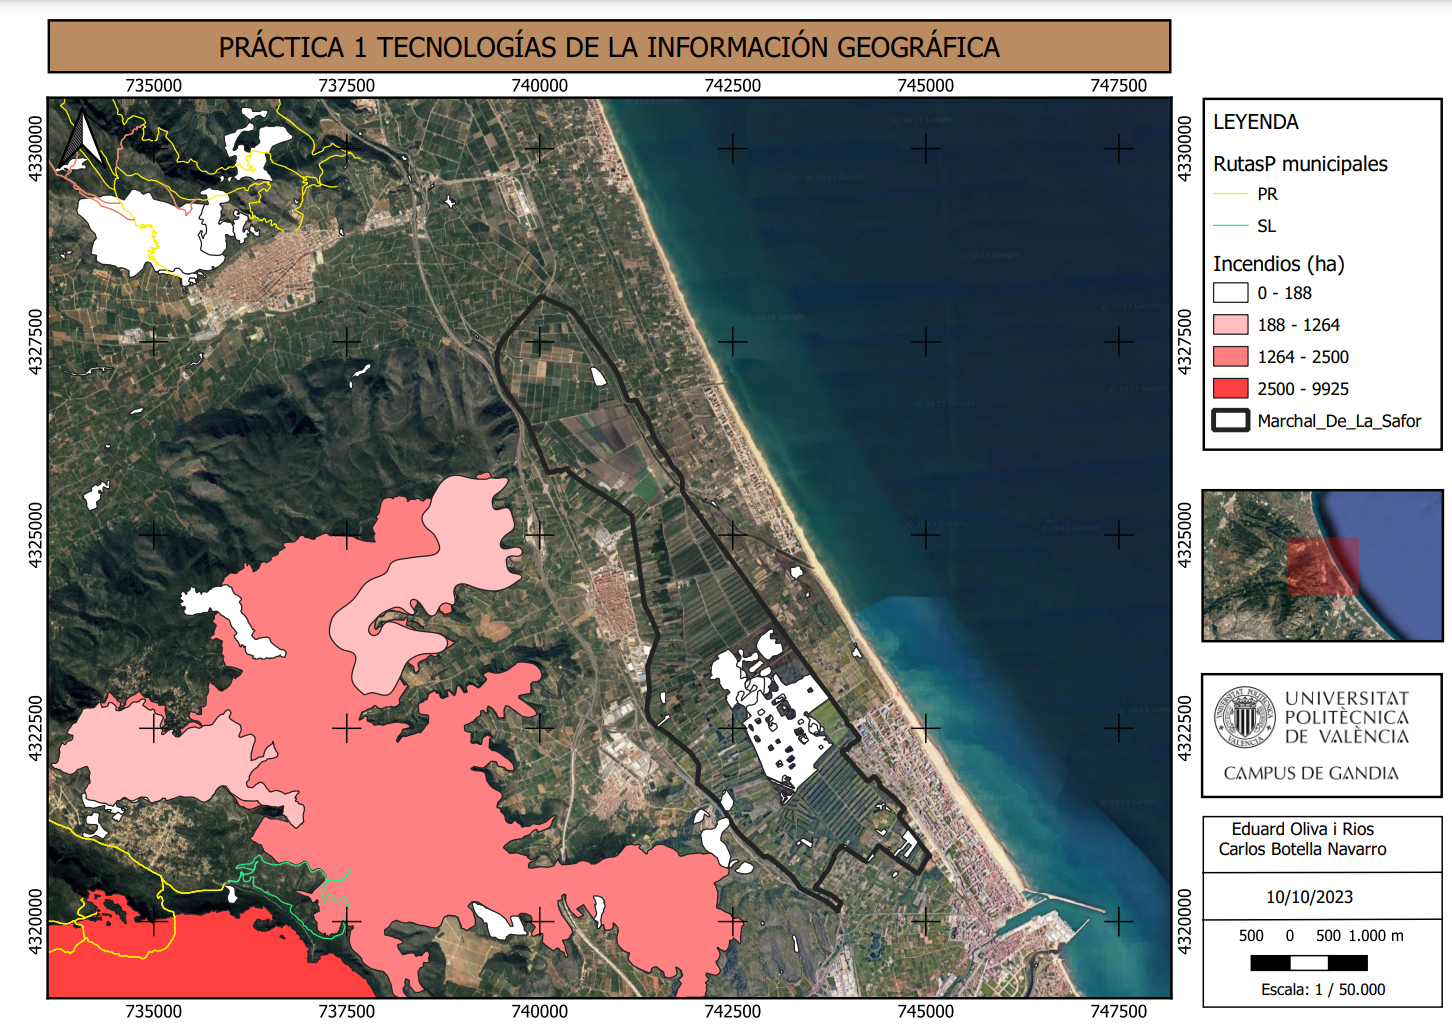 PRÁCTICA 1 TECNOLOGÍAS DE LA INFORMACIÓN GEOGRÁFICA
735000 737500 740000 742500 745000 747500
4330000 4330000
4327500 4327500
4325000 4325000
4322500 4322500
4320000 4320000
735000 737500 740000 742500 745000 747500
LEYENDA
RutasP municipales
PR
SL
Incendios (ha)
0 - 188
188 - 1264
1264 - 2500
2500 - 9925
Marchal_De_La_Safor
UNIVERSITAT
POLITÈCNICA
DE VALÈNCIA
CAMPUS DE GANDIA
Eduard Oliva i Rios
Carlos Botella Navarro
10/10/2023
500 0 500 1.000 m
Escala: 1 / 50.000